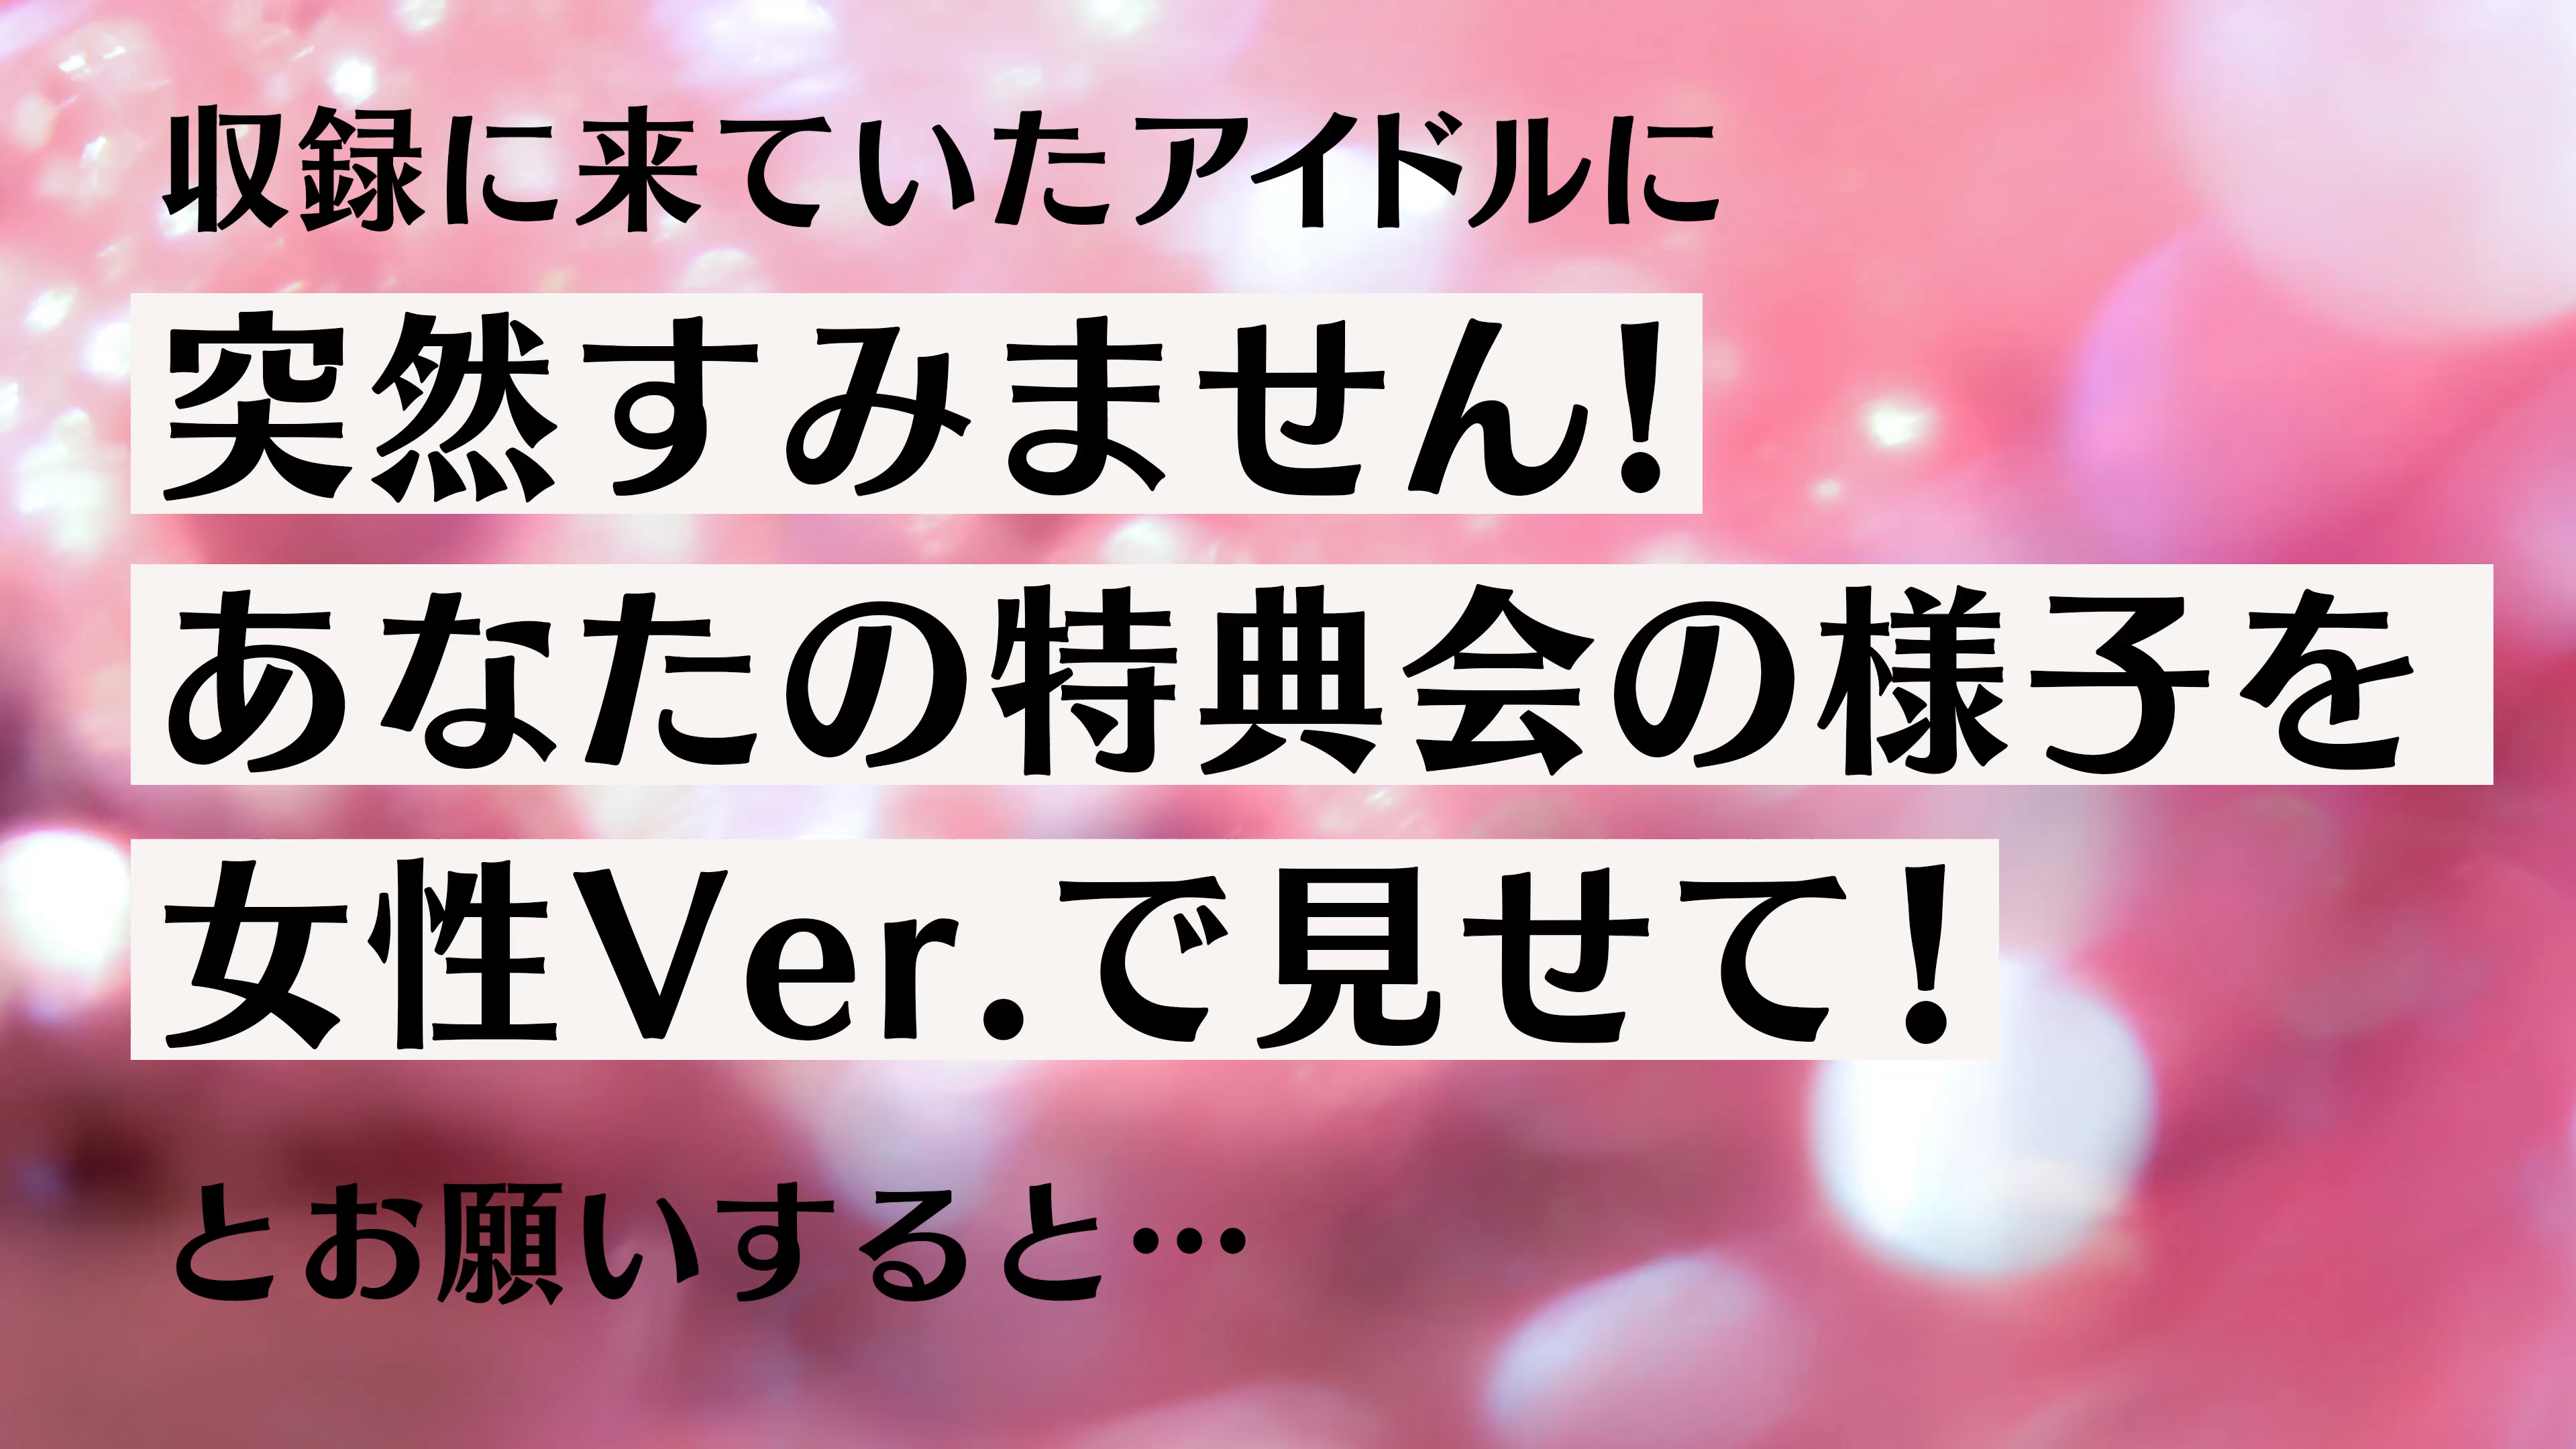 収録に来ていたアイドルに
突然すみません!
あなたの特典会の様子を
女性Ver.で見せて!
とお願いすると…